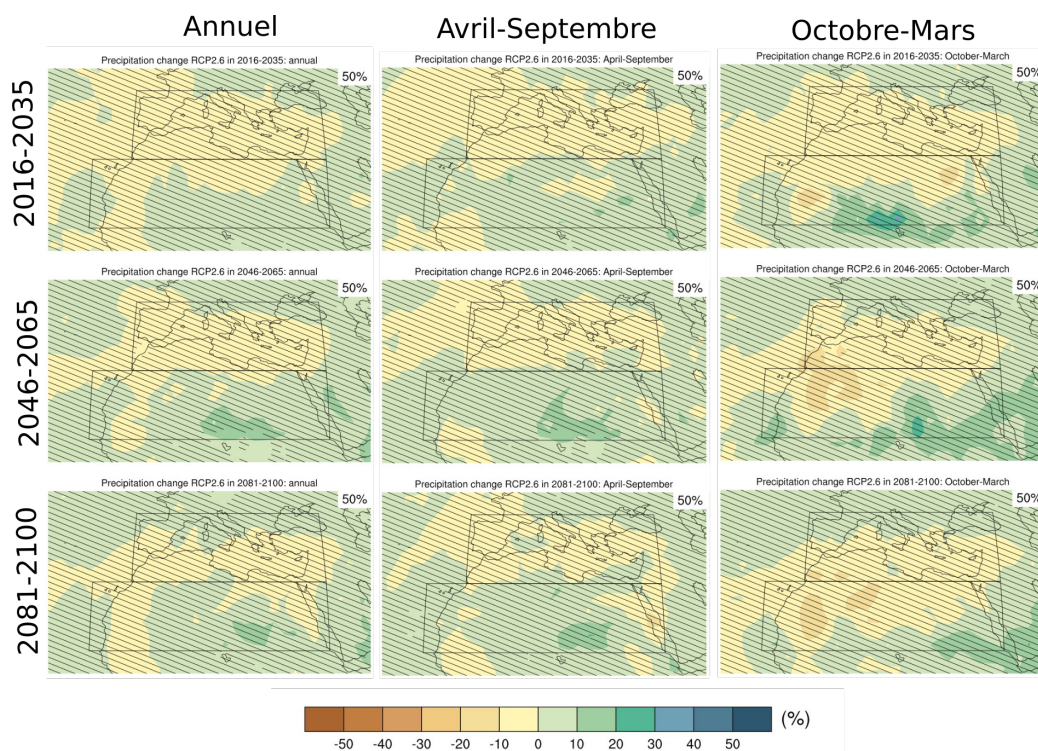 Annuel
Avril-Septembre
Octobre-Mars
2016-2035
Precipitation change RCP2.6 in 2016-2035: annual
50%
Precipitation change RCP2.6 in 2016-2035: April-September
50%
Precipitation change RCP2.6 in 2016-2035: October-March
50%
2046-2065
Precipitation change RCP2.6 in 2046-2065: annual
50%
Precipitation change RCP2.6 in 2046-2065: April-September
50%
Precipitation change RCP2.6 in 2046-2065: October-March
50%
2081-2100
Precipitation change RCP2.6 in 2081-2100: annual
50%
Precipitation change RCP2.6 in 2081-2100: April-September
50%
Precipitation change RCP2.6 in 2081-2100: October-March
50%
(%)
-50 -40 -30 -20 -10 0 10 20 30 40 50